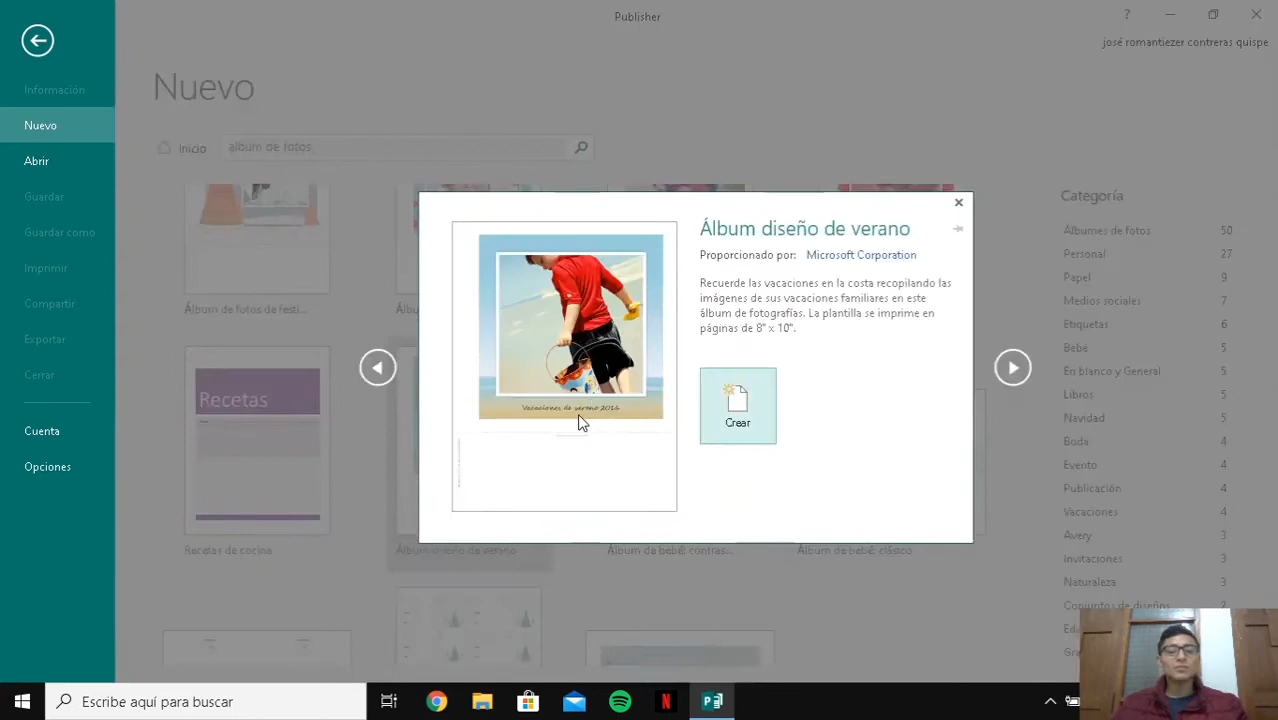 Publisher
?
josé romantiezer contreras quispe
Información
Nuevo
Abrir
Guardar
Guardar como
Imprimir
Compartir
Exportar
Cerrar
Cuenta
Opciones
Nuevo
Inicio
álbum de fotos
Álbum de fotos de festi...
Recetas
Recetas de cocina
Álbum diseño de verano
Álbum de bebé: contras...
Álbum de bebé: clásico
Vacaciones de verano 2016
Álbum diseño de verano
Proporcionado por: Microsoft Corporation
Recuerde las vacaciones en la costa recopilando las
imágenes de sus vacaciones familiares en este
álbum de fotografías. La plantilla se imprime en
páginas de 8" x 10".
Crear
Categoría
Álbumes de fotos 50
Personal 27
Papel 9
Medios sociales 7
Etiquetas 6
Bebé 5
En blanco y General 5
Libros 5
Navidad 5
Boda 4
Evento 4
Publicación 4
Vacaciones 4
Avery 3
Invitaciones 3
Naturaleza 3
Conjuntos de diseños 2
Escribe aquí para buscar